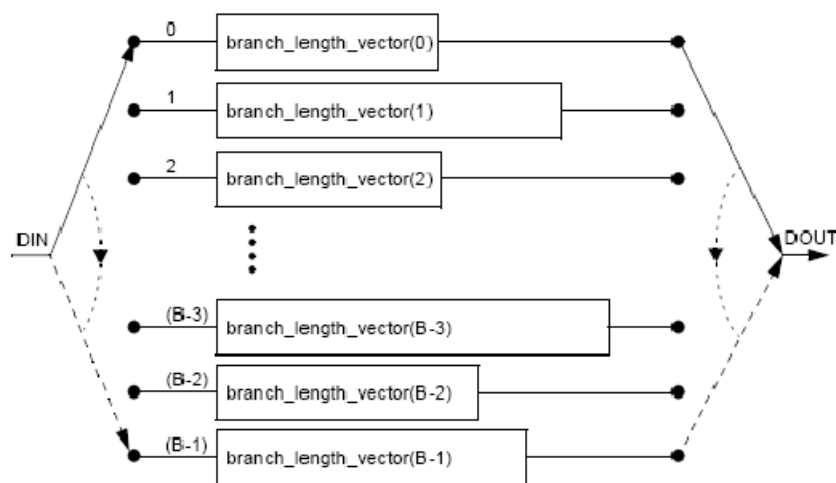 0
branch_length_vector(0)
1
branch_length_vector(1)
2
branch_length_vector(2)
DIN
DOUT
(B-3)
branch_length_vector(B-3)
(B-2)
branch_length_vector(B-2)
(B-1)
branch_length_vector(B-1)